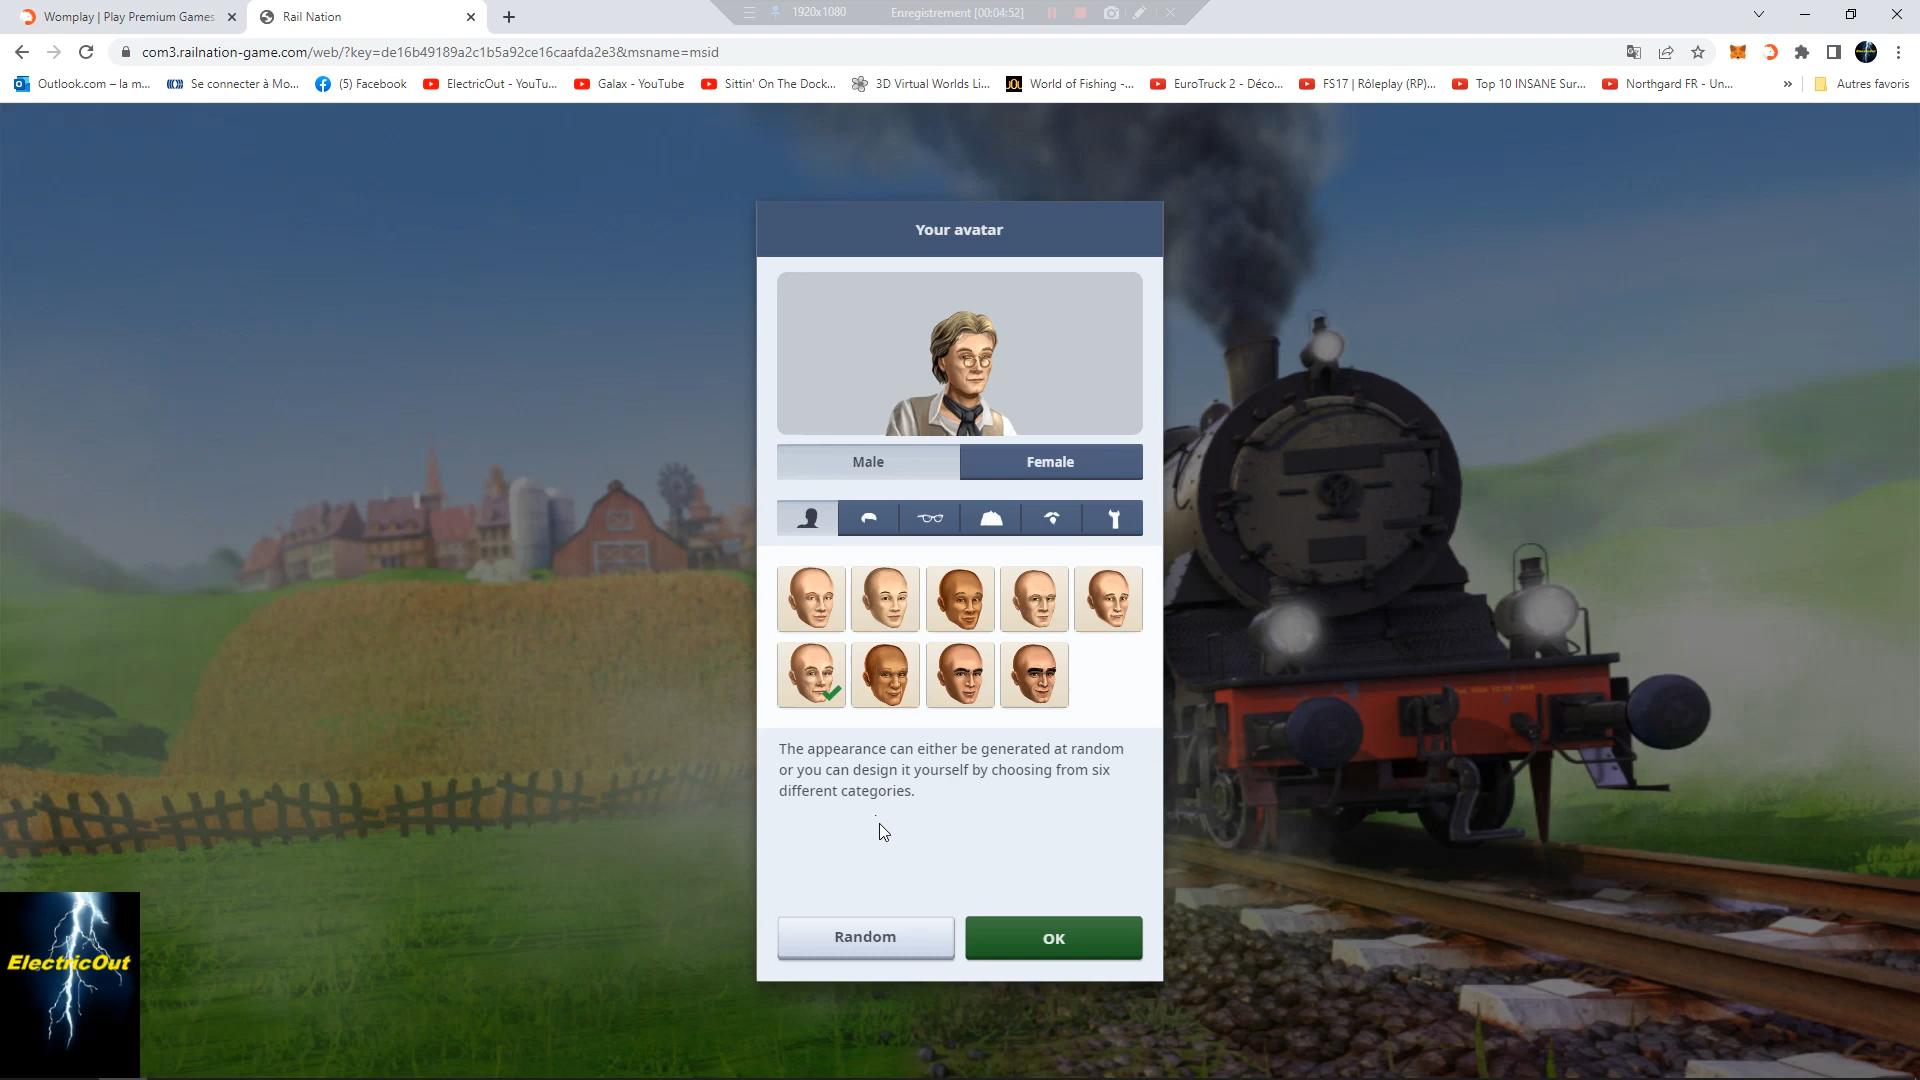 Womplay | Play Premium Games
Rail Nation
1920x1080
Enregistrement [00:04:52]
com3.railnation-game.com/web/?key=de16b49189a2c1b5a92ce16caafda2e3&msname=msid
Outlook.com – la m...
Se connecter à Mo...
(5) Facebook
ElectricOut - YouTu...
Galax - YouTube
Sittin' On The Dock...
3D Virtual Worlds Li...
JOL
World of Fishing -...
EuroTruck 2 - Déco...
FS17 | Rôleplay (RP)...
Top 10 INSANE Sur...
Northgard FR - Un...
»
Autres favoris
Your avatar
Male
Female
The appearance can either be generated at random
or you can design it yourself by choosing from six
different categories.
Random
OK
ElectricOut